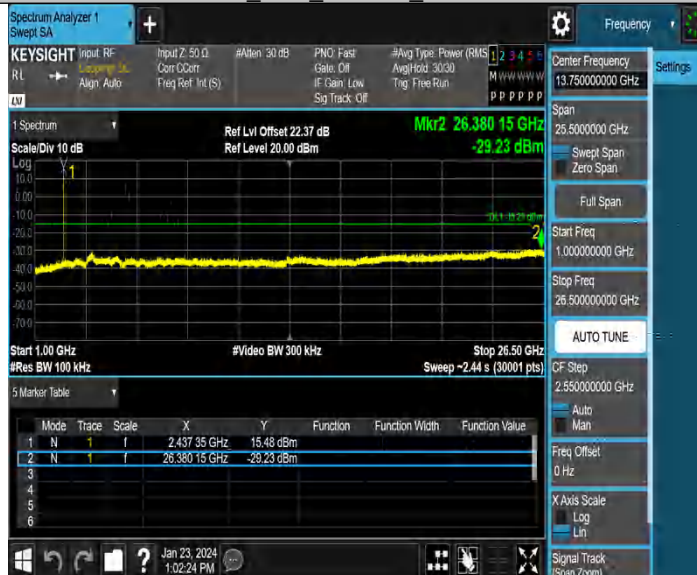 Spectrum Analyzer 1
Swept SA
+
Frequency
KEYSIGHT
RL
LXI
Input: RF
Align: Auto
Input Z: 50 Ω
Corr CCorr
Freq Ref: Int (S)
#Atten: 30 dB
PNO: Fast
Gate: Off
IF Gain: Low
Sig Track: Off
#Avg Type: Power (RMS
Avg|Hold: 30/30
Trig: Free Run
1 2 3 4 5 6
M W W W W W
P P P P P P
1 Spectrum
Scale/Div 10 dB
Ref Lvl Offset 22.37 dB
Ref Level 20.00 dBm
Mkr2 26.380 15 GHz
-29.23 dBm
Log
10.0
0.00
-10.0
-20.0
-30.0
-40.0
-50.0
-60.0
-70.0
1
2
Start 1.00 GHz
#Res BW 100 kHz
#Video BW 300 kHz
Stop 26.50 GHz
Sweep ~2.44 s (30001 pts)
5 Marker Table
Mode Trace Scale X Y Function Function Width Function Value
1 N 1 f 2.437 35 GHz 15.48 dBm
2 N 1 f 26.380 15 GHz -29.23 dBm
3
4
5
6
Jan 23, 2024
1:02:24 PM
?
Center Frequency
13.750000000 GHz
Settings
Span
25.5000000 GHz
Swept Span
Zero Span
Full Span
Start Freq
1.000000000 GHz
Stop Freq
26.500000000 GHz
AUTO TUNE
CF Step
2.550000000 GHz
Auto
Man
Freq Offset
0 Hz
X Axis Scale
Log
Lin
Signal Track
(Span Zoom)